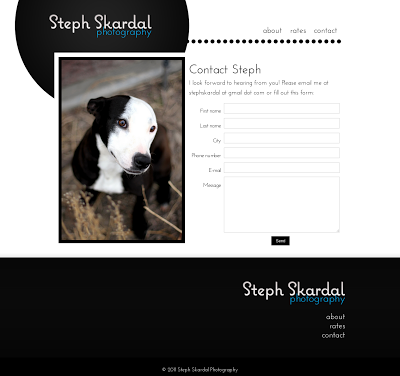 Steph Skardal
photography
about rates contact
Contact Steph
I look forward to hearing from you! Please email me at
stephskardal at gmail dot com or fill out this form.
First name:
Last name:
City:
Phone number:
E-mail:
Message:
Send
Steph Skardal
photography
about
rates
contact
© 2011 Steph Skardal Photography